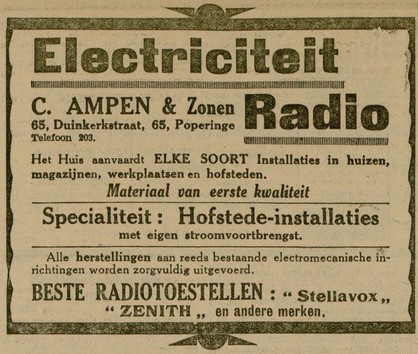 Electriciteit
C. AMPEN & Zonen
Radio
65, Duinkerkstraat, 65, Poperinge
Telefoon 203.
Het Huis aanvaardt ELKE SOORT Installaties in huizen,
magazijnen, werkplaatsen en hofsteden.
Materiaal van eerste kwaliteit
Specialiteit : Hofstede-installaties
met eigen stroomvoortbrengst.
Alle herstellingen aan reeds bestaande electromecanische in-
richtingen worden zorgvuldig uitgevoerd.
BESTE RADIOTOESTELLEN : “ Stellavox „
“ ZENITH „ en andere merken.